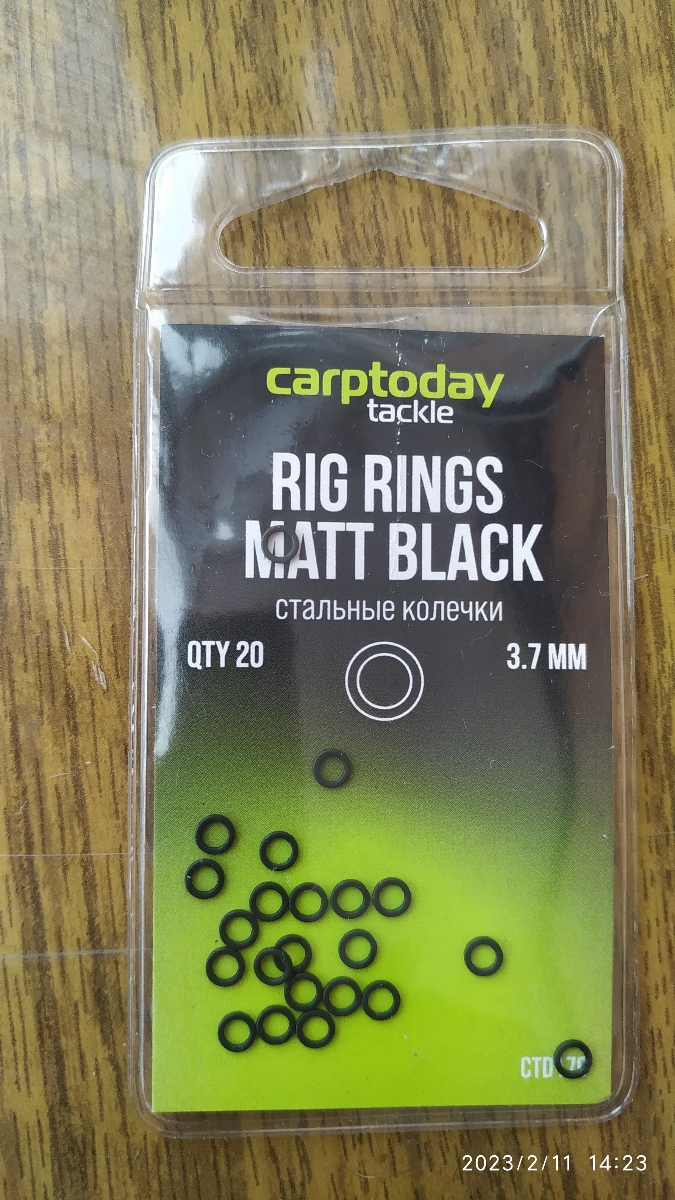 carptoday
tackle
RIG RINGS
MATT BLACK
стальные колечки
QTY 20
3.7 MM
2023/2/11 14:23